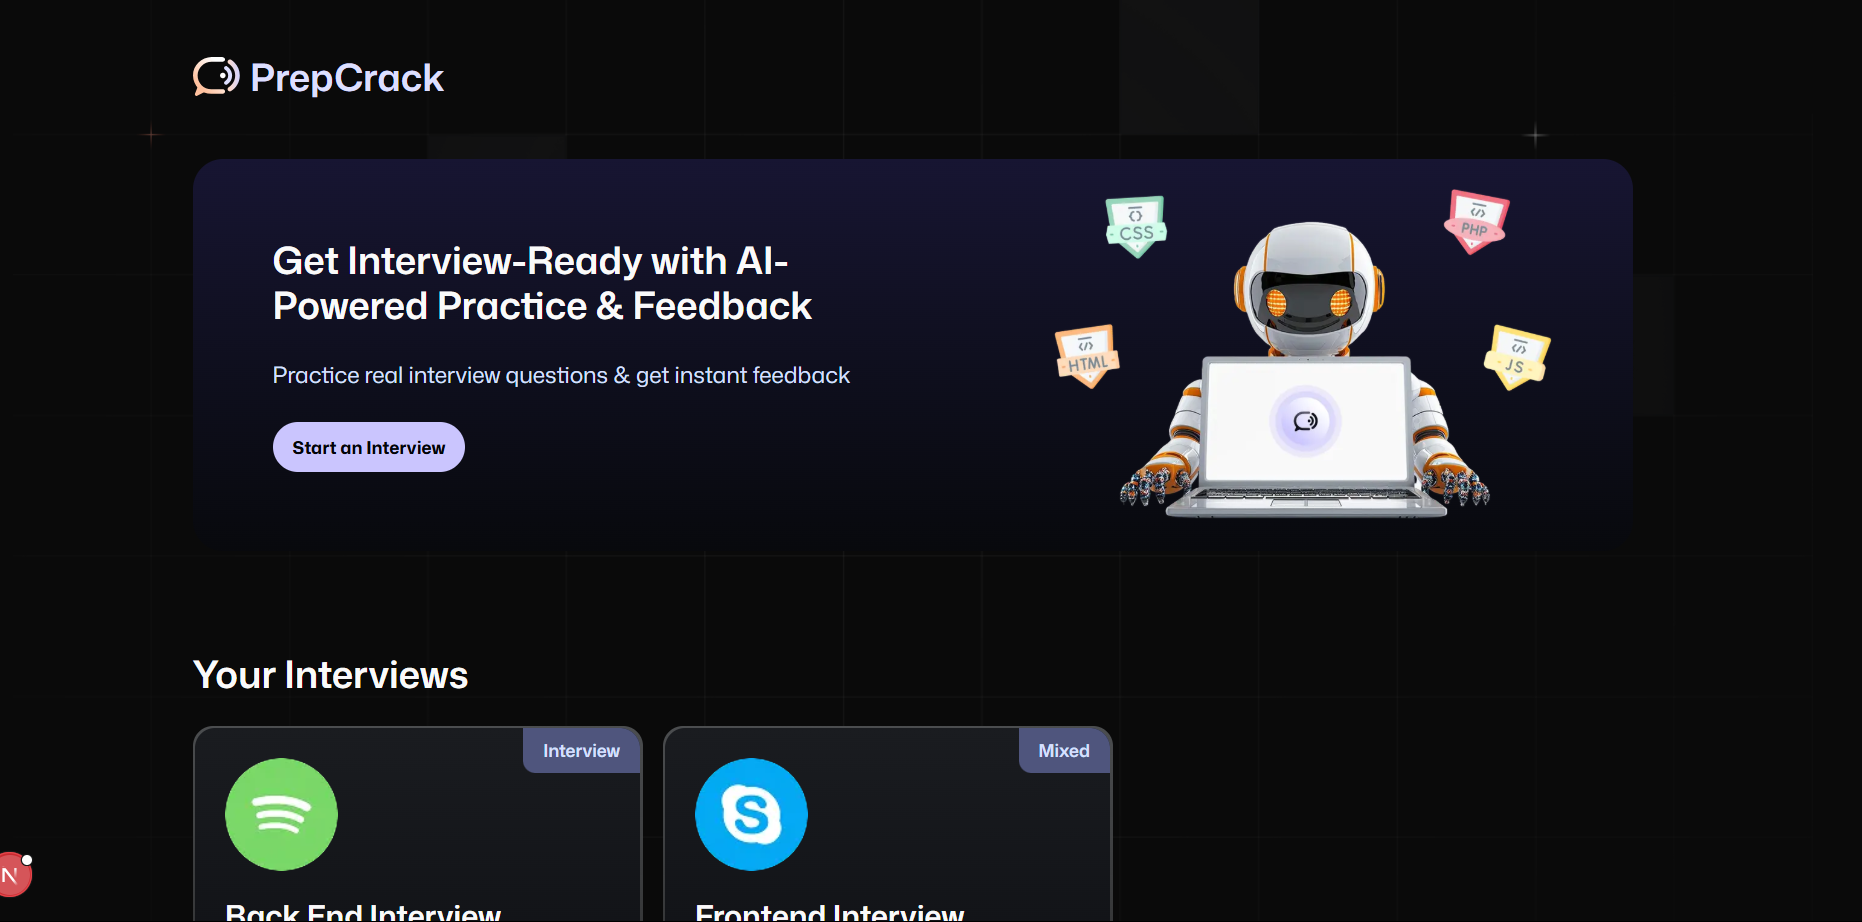 PrepCrack
Get Interview-Ready with AI-
Powered Practice & Feedback
Practice real interview questions & get instant feedback
Start an Interview
CSS
PHP
HTML
JS
Your Interviews
Interview
Mixed
S
Back End Interview
Frontend Interview
N